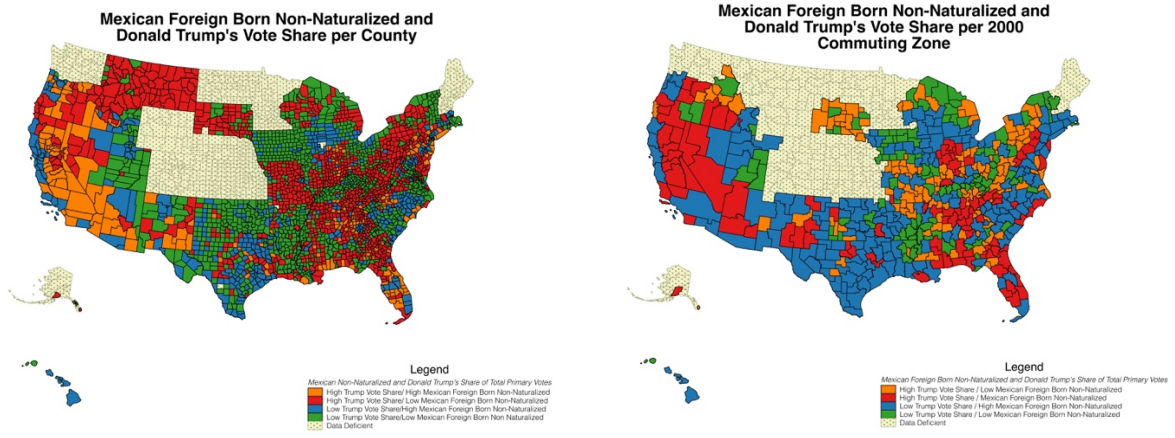 Mexican Foreign Born Non-Naturalized and
Donald Trump's Vote Share per County
Legend
Mexican Non-Naturalized and Donald Trump's Share of Total Primary Votes
High Trump Vote Share/ High Mexican Foreign Born Non-Naturalized
High Trump Vote Share/ Low Mexican Foreign Born Non-Naturalized
Low Trump Vote Share/High Mexican Foreign Born Non-Naturalized
Low Trump Vote Share/Low Mexican Foreign Born Non Naturalized
Data Deficient
Mexican Foreign Born Non-Naturalized and
Donald Trump's Vote Share per 2000
Commuting Zone
Legend
Mexican Foreign Born Non-Naturalized and Donald Trump's Share of Total Primary Votes
High Trump Vote Share / Low Mexican Foreign Born Non-Naturalized
High Trump Vote Share / Mexican Foreign Born Non-Naturalized
Low Trump Vote Share / High Mexican Foreign Born Non-Naturalized
Low Trump Vote Share / Low Mexican Foreign Born Non-Naturalized
Data Deficient